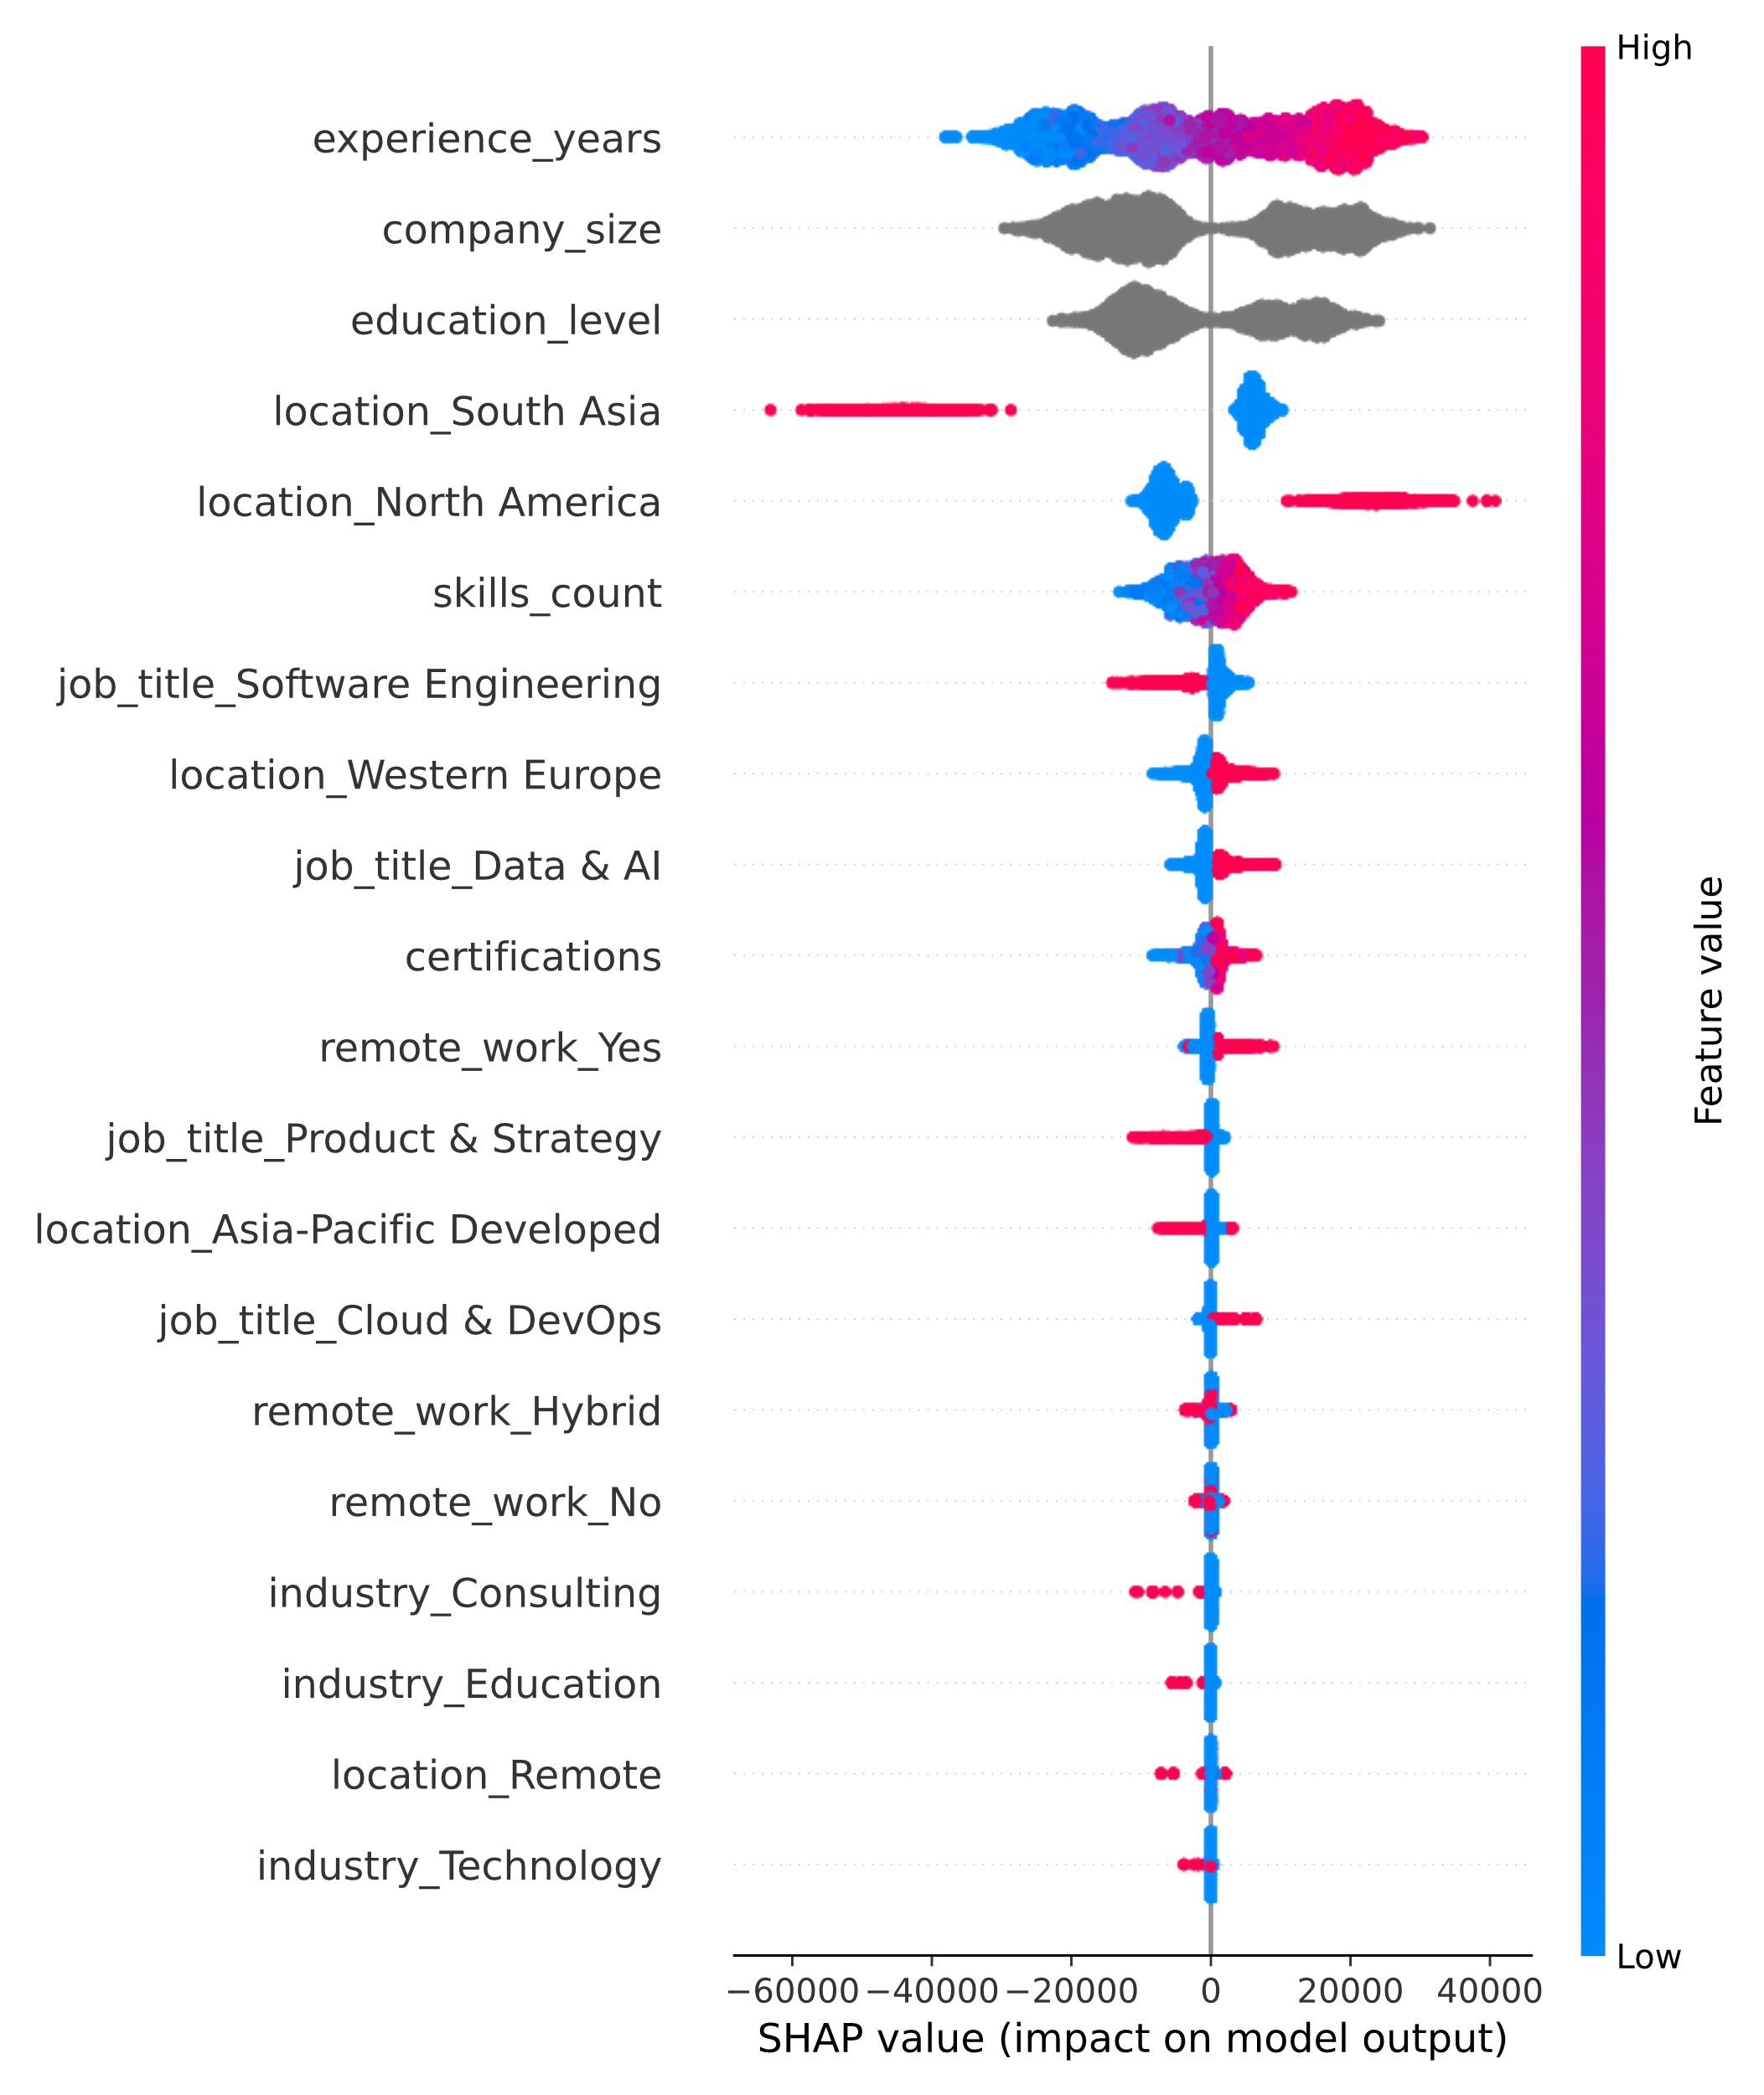 High
experience_years
company_size
education_level
location_South Asia
location_North America
skills_count
job_title_Software Engineering
location_Western Europe
job_title_Data & AI
certifications
remote_work_Yes
job_title_Product & Strategy
location_Asia-Pacific Developed
job_title_Cloud & DevOps
remote_work_Hybrid
remote_work_No
industry_Consulting
industry_Education
location_Remote
industry_Technology
Feature value
Low
−60000 −40000 −20000 0 20000 40000
SHAP value (impact on model output)